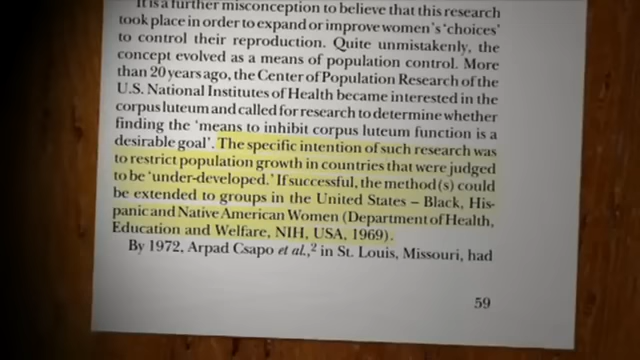 It is a further misconception to believe that this research
took place in order to expand or improve women's 'choices'
to control their reproduction. Quite unmistakenly, the
concept evolved as a means of population control. More
than 20 years ago, the Center of Population Research of the
U.S. National Institutes of Health became interested in the
corpus luteum and called for research to determine whether
finding the 'means to inhibit corpus luteum function is a
desirable goal'. The specific intention of such research was
to restrict population growth in countries that were judged
to be 'under-developed.' If successful, the method(s) could
be extended to groups in the United States – Black, His-
panic and Native American Women (Department of Health,
Education and Welfare, NIH, USA, 1969).
By 1972, Arpad Csapo et al.,² in St. Louis, Missouri, had
59